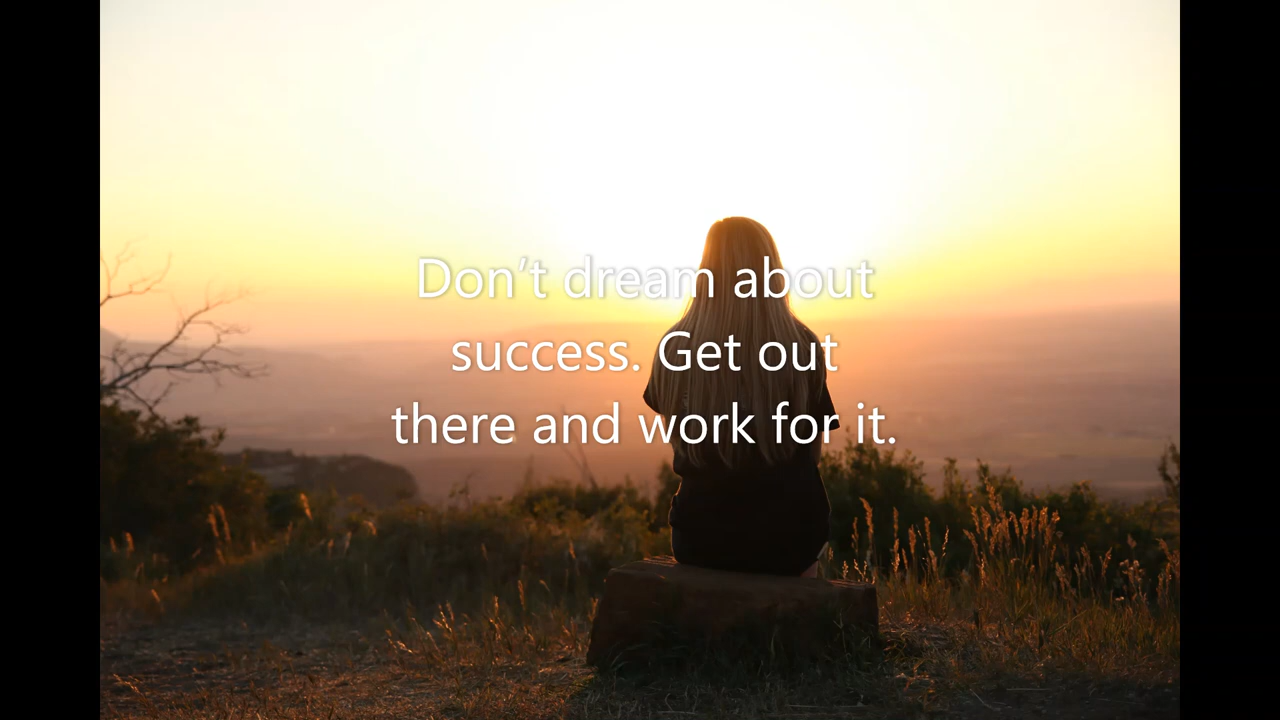 Don’t dream about
success. Get out
there and work for it.